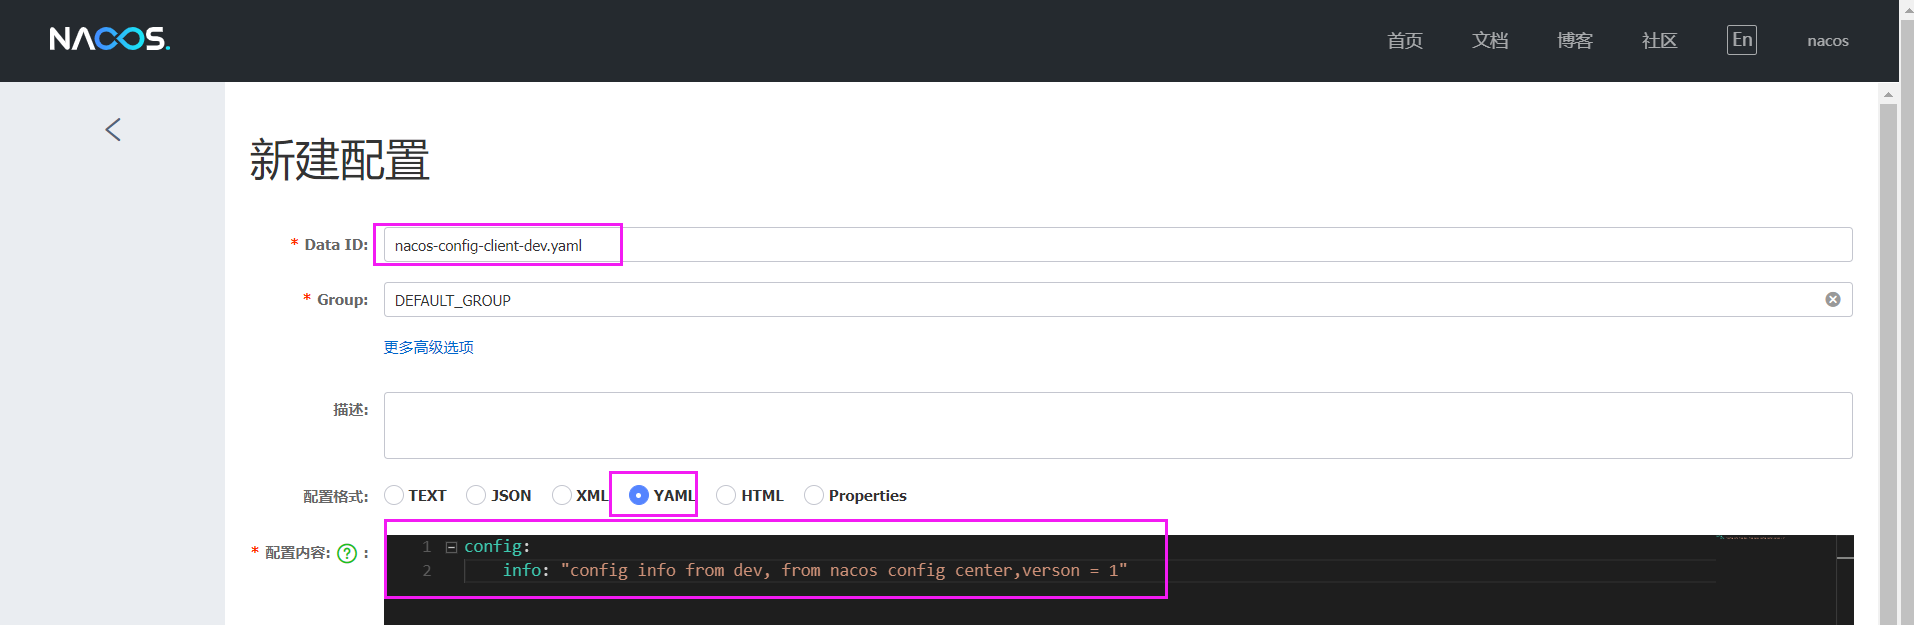 NACOS.
首页 文档 博客 社区 En nacos
新建配置
* Data ID: nacos-config-client-dev.yaml
* Group: DEFAULT_GROUP
更多高级选项
描述:
配置格式: TEXT JSON XML YAML HTML Properties
* 配置内容: ? :
1 config:
2 info: "config info from dev, from nacos config center,verson = 1"